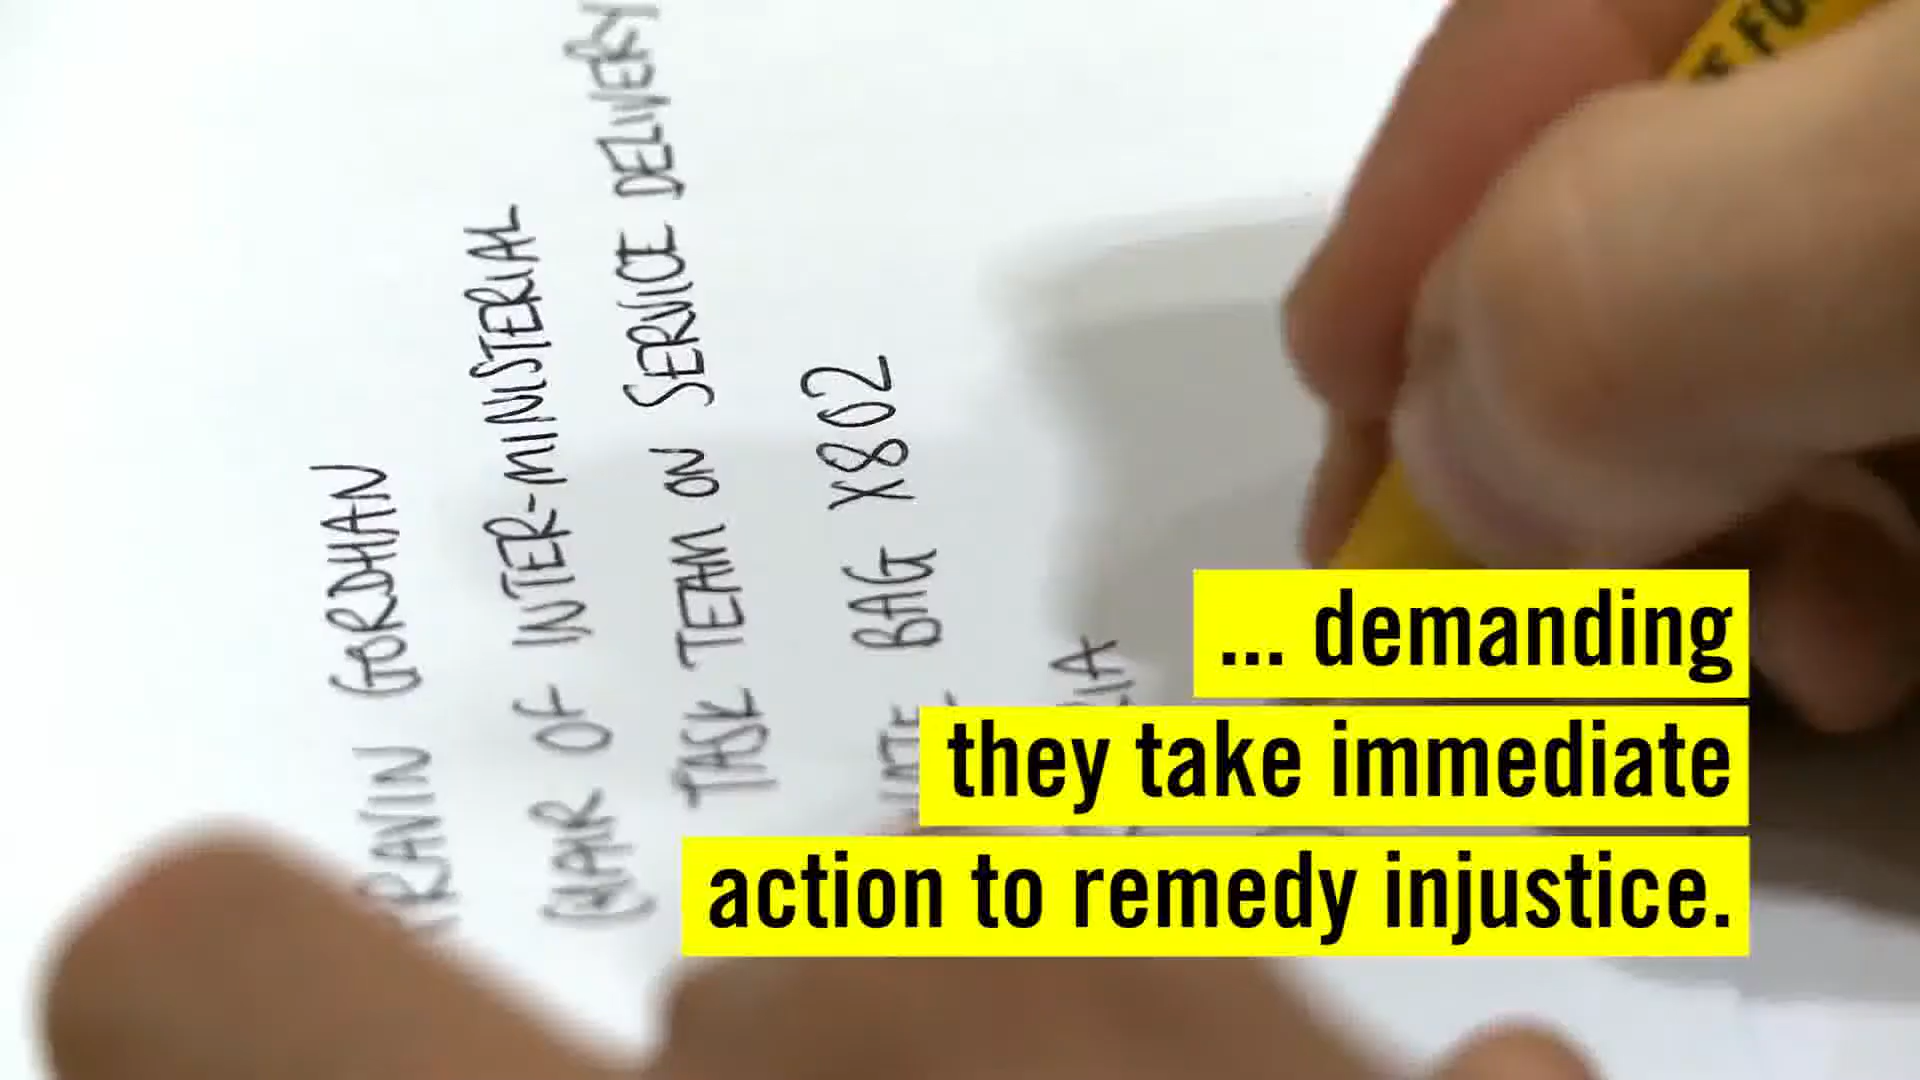 RAVIN GORDHAN
CHAIR OF INTER-MINISTERIAL
TASK TEAM ON SERVICE DELIVERY
BAG X802
... demanding
they take immediate
action to remedy injustice.